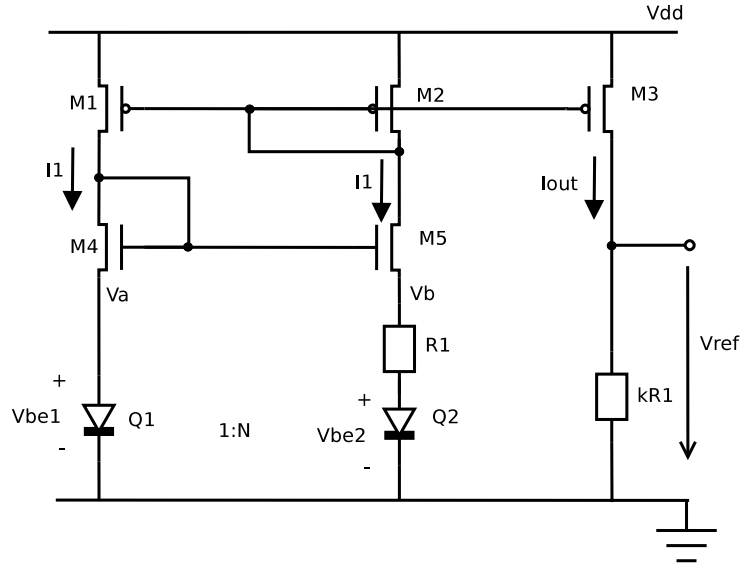 Vdd
M1
M2
M3
I1
I1
Iout
M4
M5
Va
Vb
R1
Vref
kR1
+
Vbe1
-
Q1
1:N
+
Vbe2
-
Q2